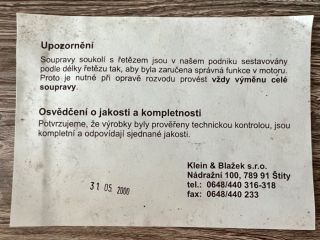 Upozornění
Soupravy soukolí s řetězem jsou v našem podniku sestavovány
podle délky řetězu tak, aby byla zaručena správná funkce v motoru.
Proto je nutné při opravě rozvodu provést vždy výměnu celé
soupravy.
Osvědčení o jakosti a kompletnosti
Potvrzujeme, že výrobky byly prověřeny technickou kontrolou, jsou
kompletní a odpovídají sjednané jakosti.
Klein & Blažek s.r.o.
Nádražní 100, 789 91 Štíty
tel.: 0648/440 316-318
fax: 0648/440 233
31 05. 2000